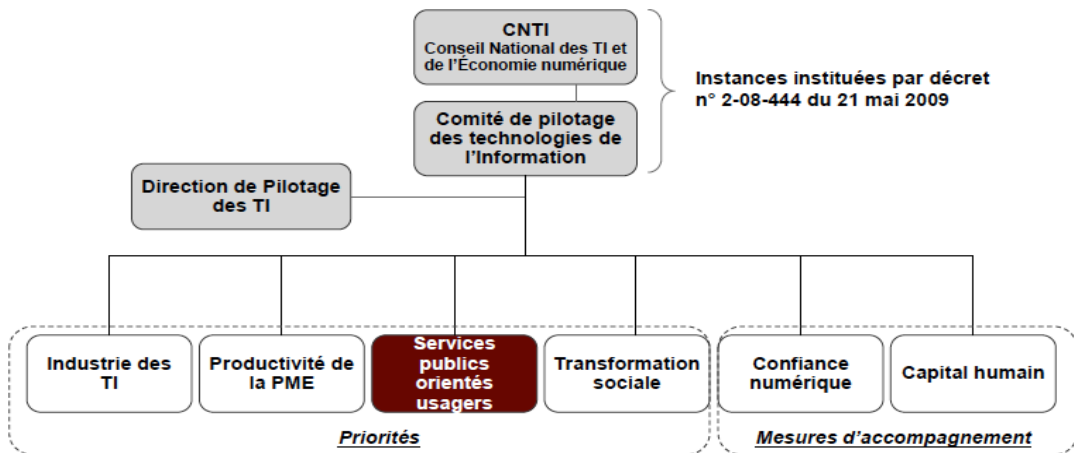 CNTI
Conseil National des TI et
de l'Économie numérique
Instances instituées par décret
n° 2-08-444 du 21 mai 2009
Comité de pilotage
des technologies de
l'Information
Direction de Pilotage
des TI
Industrie des
TI
Productivité de
la PME
Services
publics
orientés
usagers
Transformation
sociale
Confiance
numérique
Capital humain
Priorités
Mesures d'accompagnement